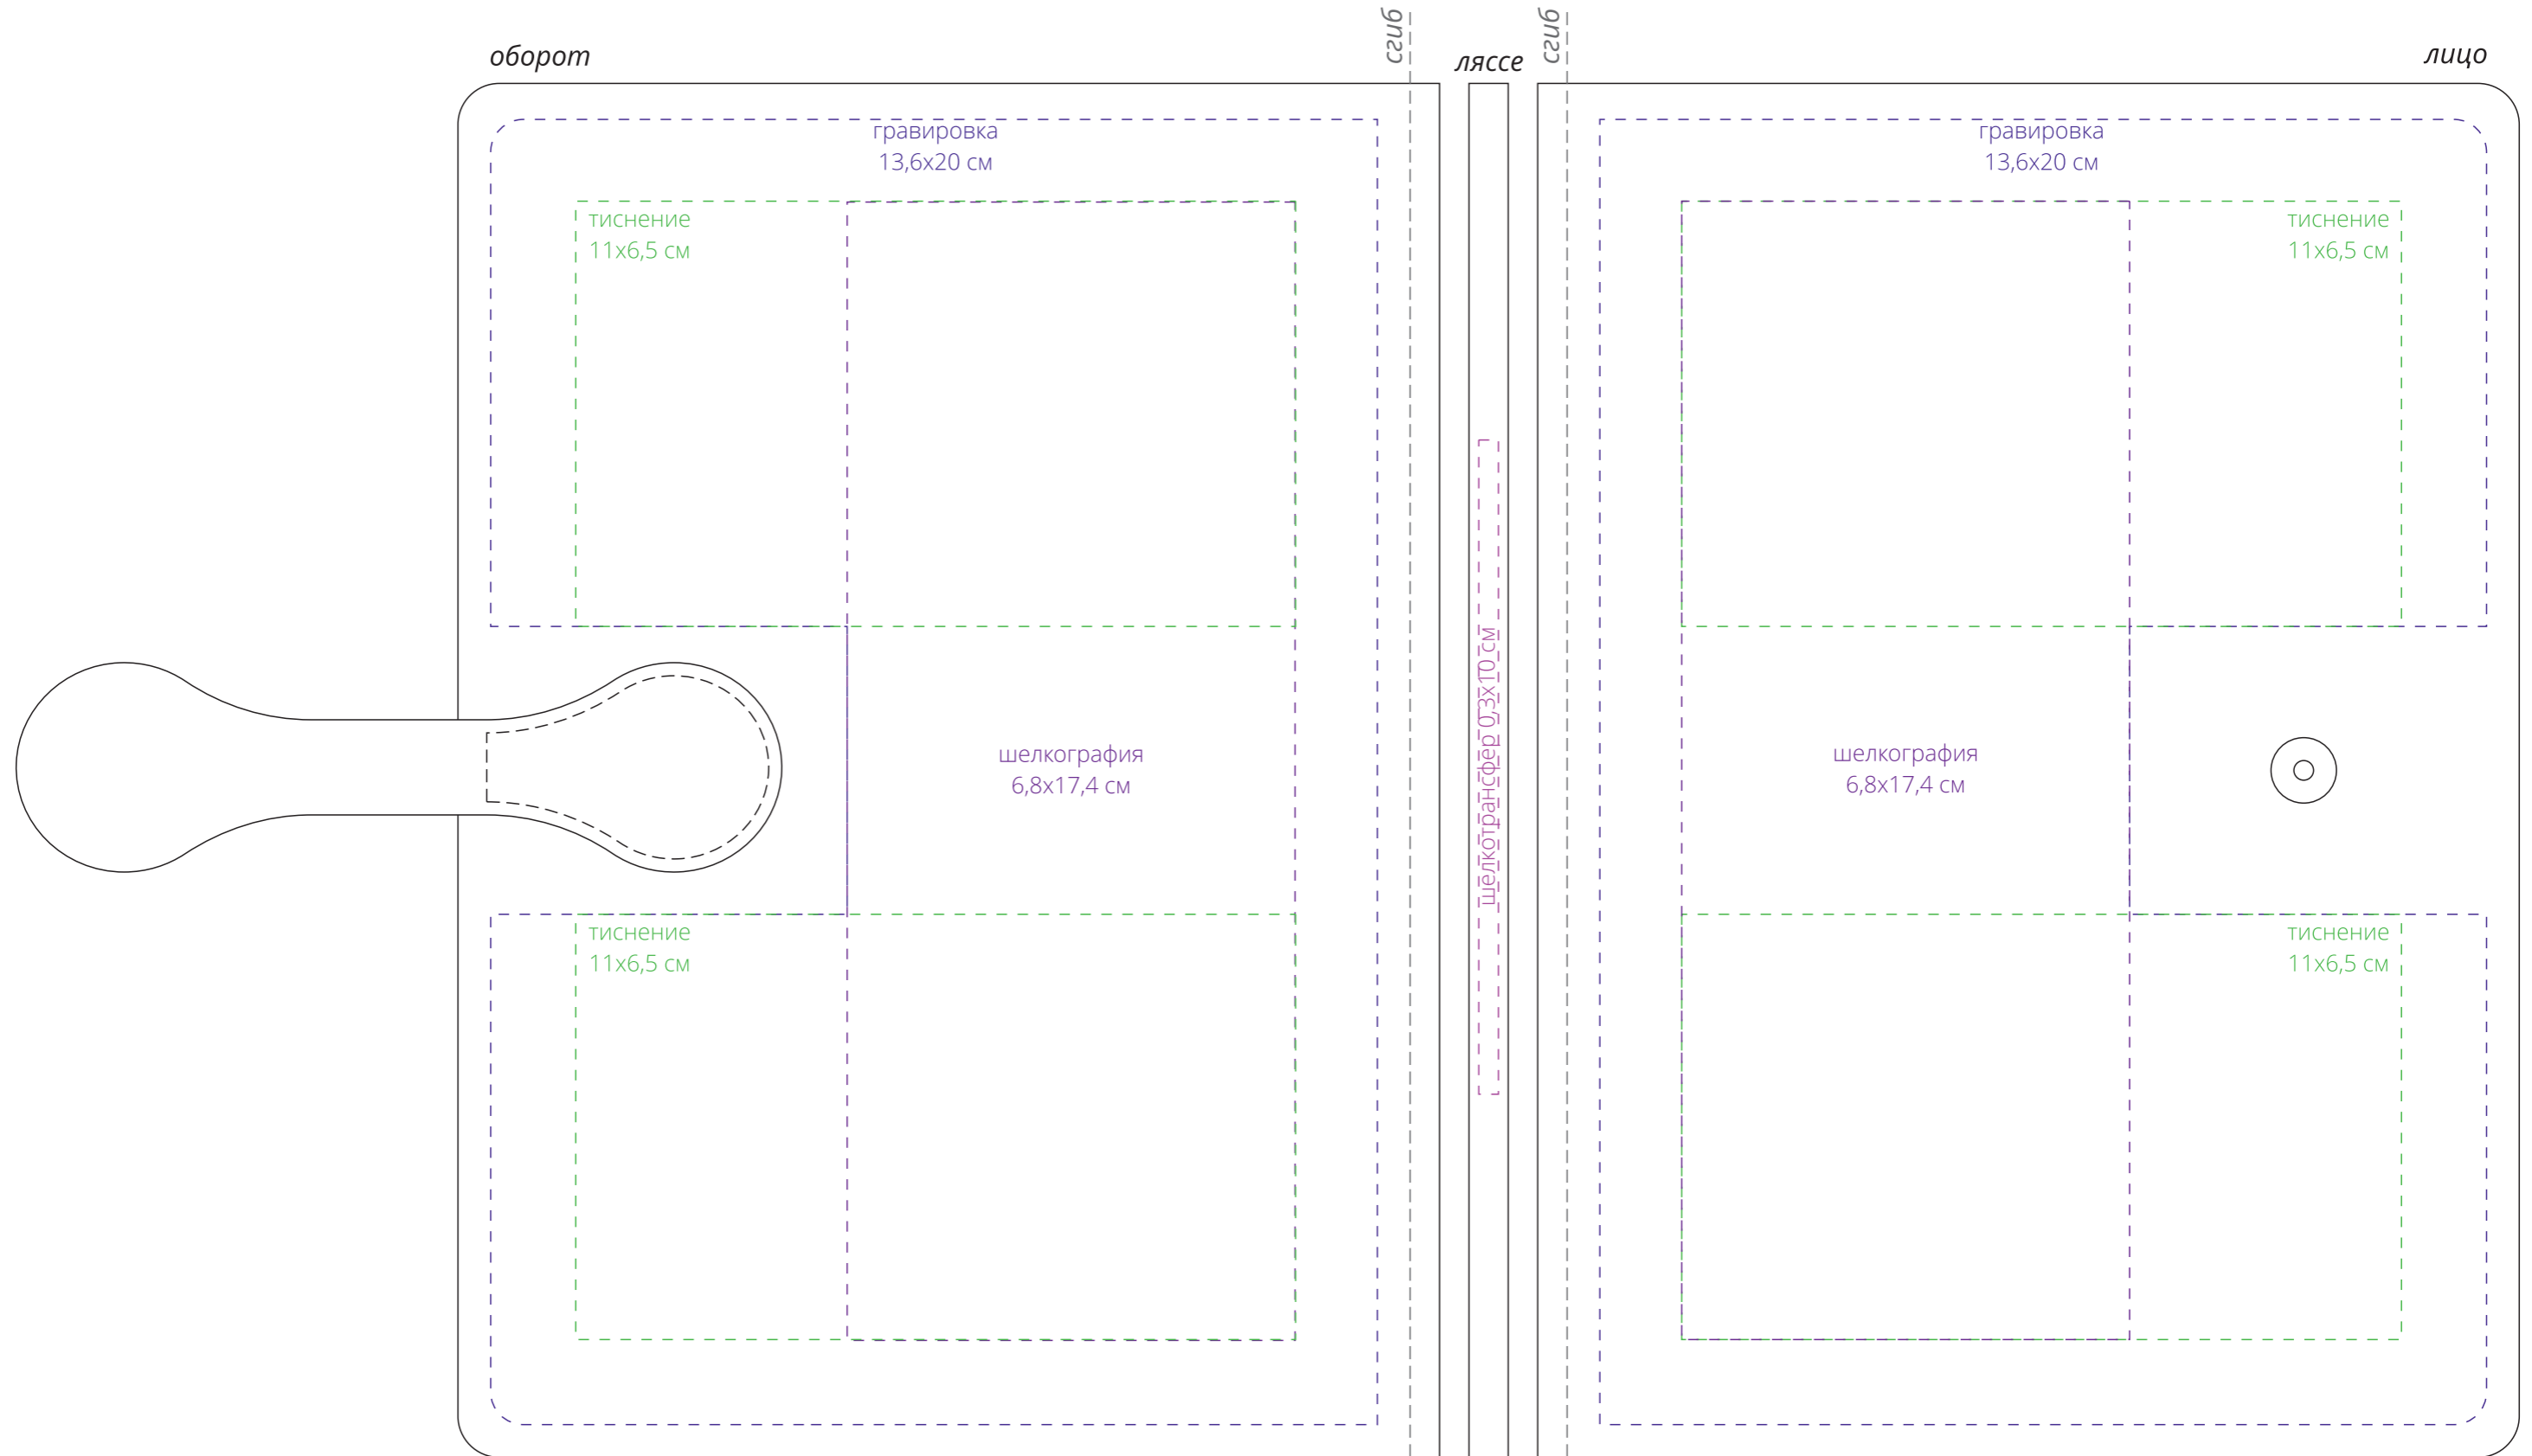 оборот
сгиб
ляссе
сгиб
лицо
гравировка
13,6х20 см
тиснение
11х6,5 см
шелкография
6,8х17,4 см
тиснение
11х6,5 см
шелкотрансфер 0,3х10 см
гравировка
13,6х20 см
тиснение
11х6,5 см
шелкография
6,8х17,4 см
тиснение
11х6,5 см